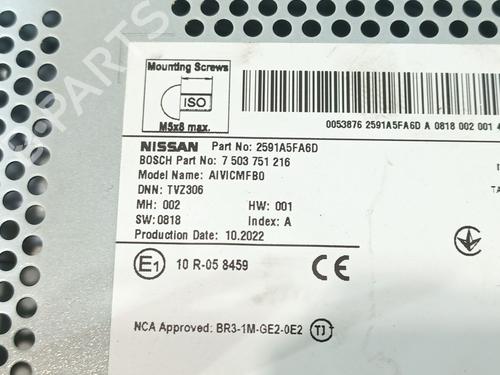 Mounting Screws
ISO
M5x8 max.
0053876 2591A5FA6D A 0818 002 001
NISSAN Part No: 2591A5FA6D
BOSCH Part No: 7 503 751 216
Model Name: AIVICMFB0
DNN: TVZ306
MH: 002 HW: 001
SW: 0818 Index: A
Production Date: 10.2022
E1 10 R-05 8459
CE
NCA Approved: BR3-1M-GE2-0E2
B-PARTS